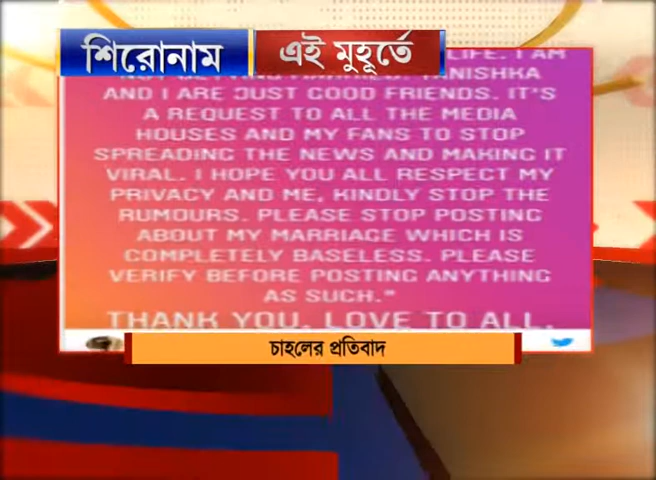 শিরোনাম
এই মুহূর্তে
LIFE. I AM
AND I ARE JUST GOOD FRIENDS. IT'S
A REQUEST TO ALL THE MEDIA
HOUSES AND MY FANS TO STOP
SPREADING THE NEWS AND MAKING IT
VIRAL. I HOPE YOU ALL RESPECT MY
PRIVACY AND ME, KINDLY STOP THE
RUMOURS. PLEASE STOP POSTING
ABOUT MY MARRIAGE WHICH IS
COMPLETELY BASELESS. PLEASE
VERIFY BEFORE POSTING ANYTHING
AS SUCH."
THANK YOU. LOVE TO ALL.
চাহলের প্রতিবাদ